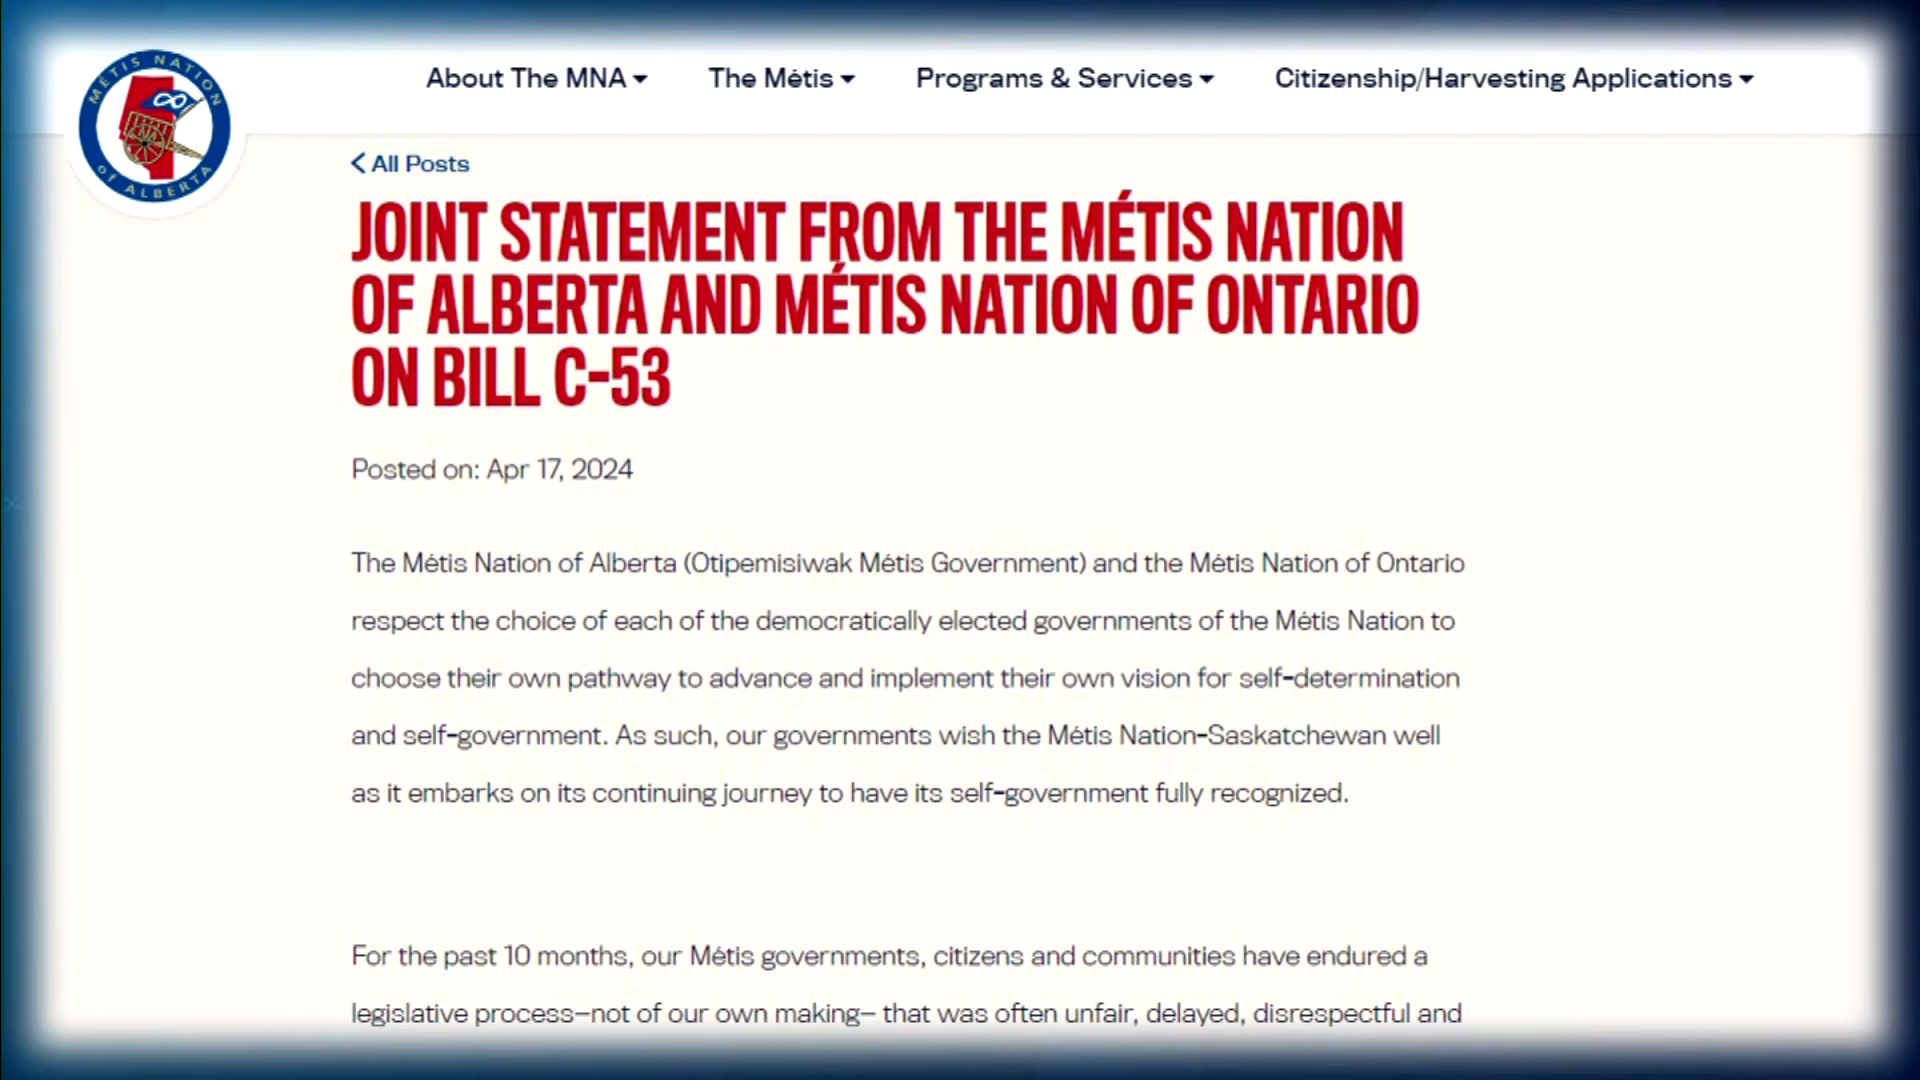 MÉTIS NATION
of ALBERTA
About The MNA
The Métis
Programs & Services
Citizenship/Harvesting Applications
All Posts
JOINT STATEMENT FROM THE MÉTIS NATION
OF ALBERTA AND MÉTIS NATION OF ONTARIO
ON BILL C-53
Posted on: Apr 17, 2024
The Métis Nation of Alberta (Otipemisiwak Métis Government) and the Métis Nation of Ontario
respect the choice of each of the democratically elected governments of the Métis Nation to
choose their own pathway to advance and implement their own vision for self-determination
and self-government. As such, our governments wish the Métis Nation-Saskatchewan well
as it embarks on its continuing journey to have its self-government fully recognized.
For the past 10 months, our Métis governments, citizens and communities have endured a
legislative process—not of our own making— that was often unfair, delayed, disrespectful and